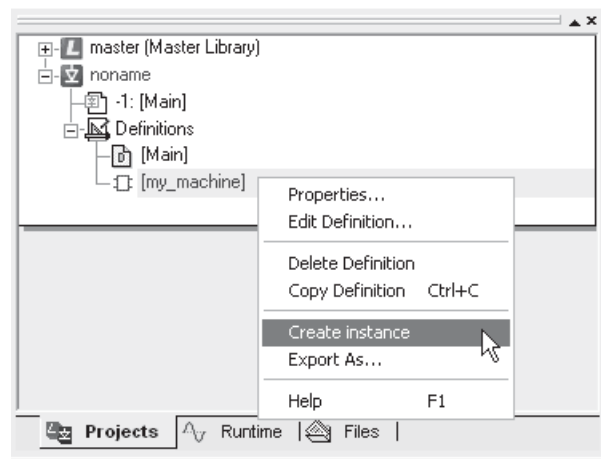 master (Master Library)
noname
-1: [Main]
Definitions
[Main]
[my_machine]
Properties...
Edit Definition...
Delete Definition
Copy Definition Ctrl+C
Create instance
Export As...
Help F1
Projects Runtime Files